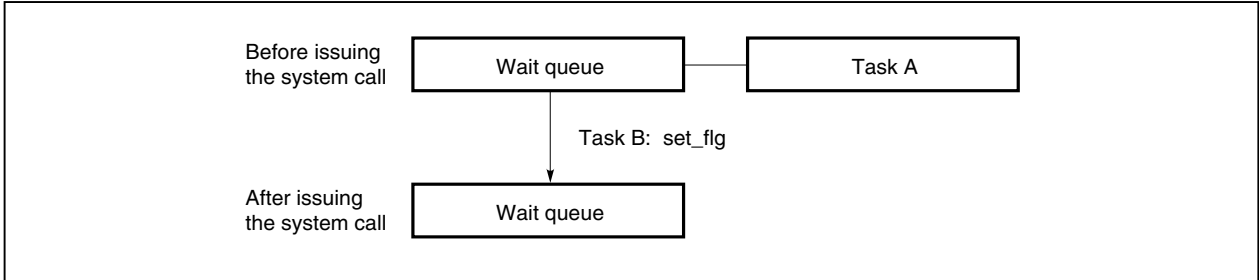 Before issuing
the system call
Wait queue
Task A
Task B: set_flg
After issuing
the system call
Wait queue